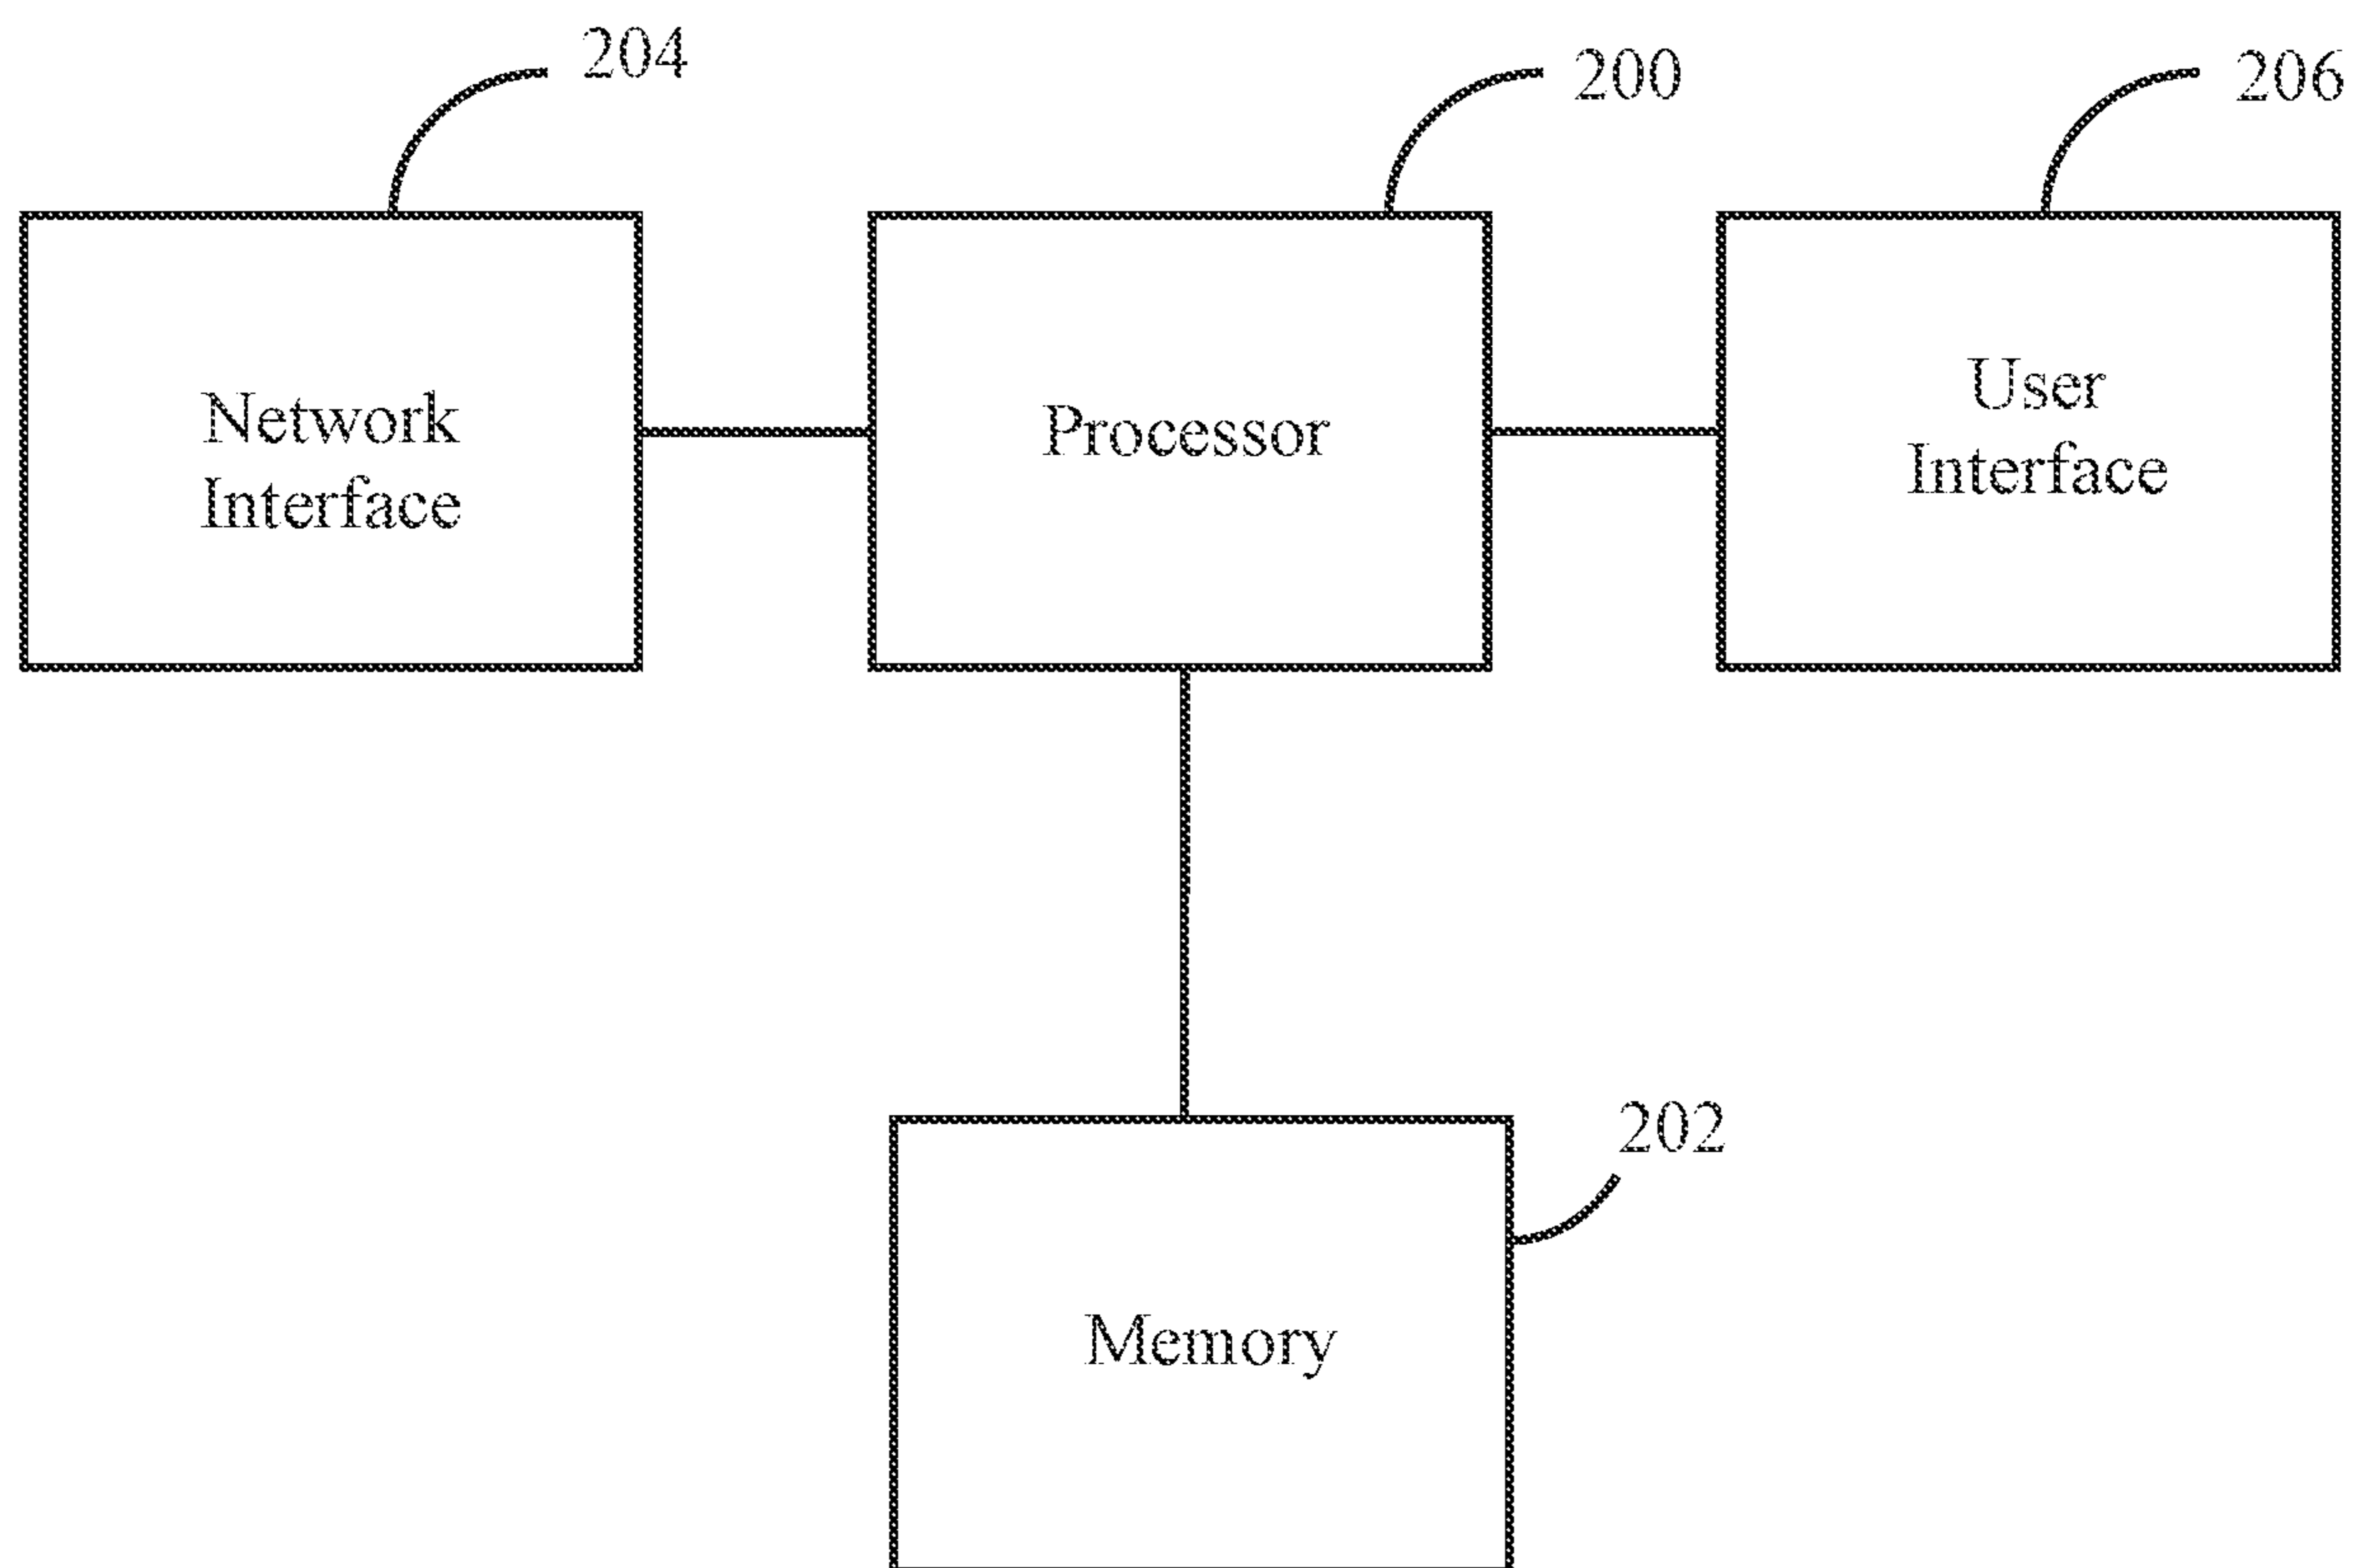 204
200
206
Network
Interface
Processor
User
Interface
202
Memory